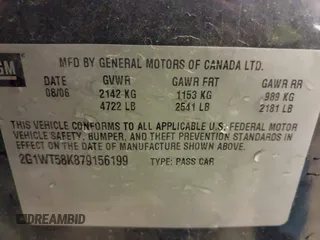 GM
MFD BY GENERAL MOTORS OF CANADA LTD.
DATE GVWR GAWR FRT GAWR RR
08/06 2142 KG 1153 KG 989 KG
4722 LB 2541 LB 2181 LB
THIS VEHICLE CONFORMS TO ALL APPLICABLE U.S. FEDERAL MOTOR
VEHICLE SAFETY, BUMPER, AND THEFT PREVENTION STANDARDS IN
EFFECT ON THE DATE OF MANUFACTURE SHOWN ABOVE.
2G1WT58K879156199 TYPE: PASS CAR
DREAMBID